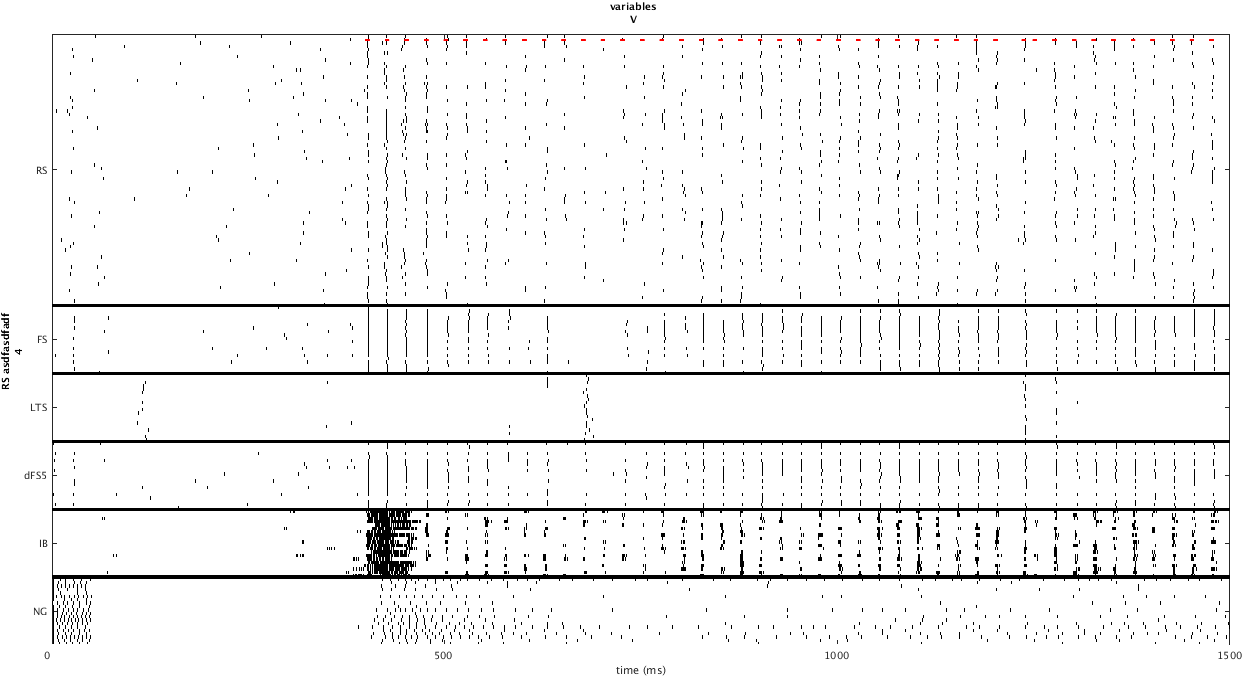 variables
V
RS
FS
LTS
dFS5
IB
NG
RS asdfasdfadf
4
0
500
1000
1500
time (ms)